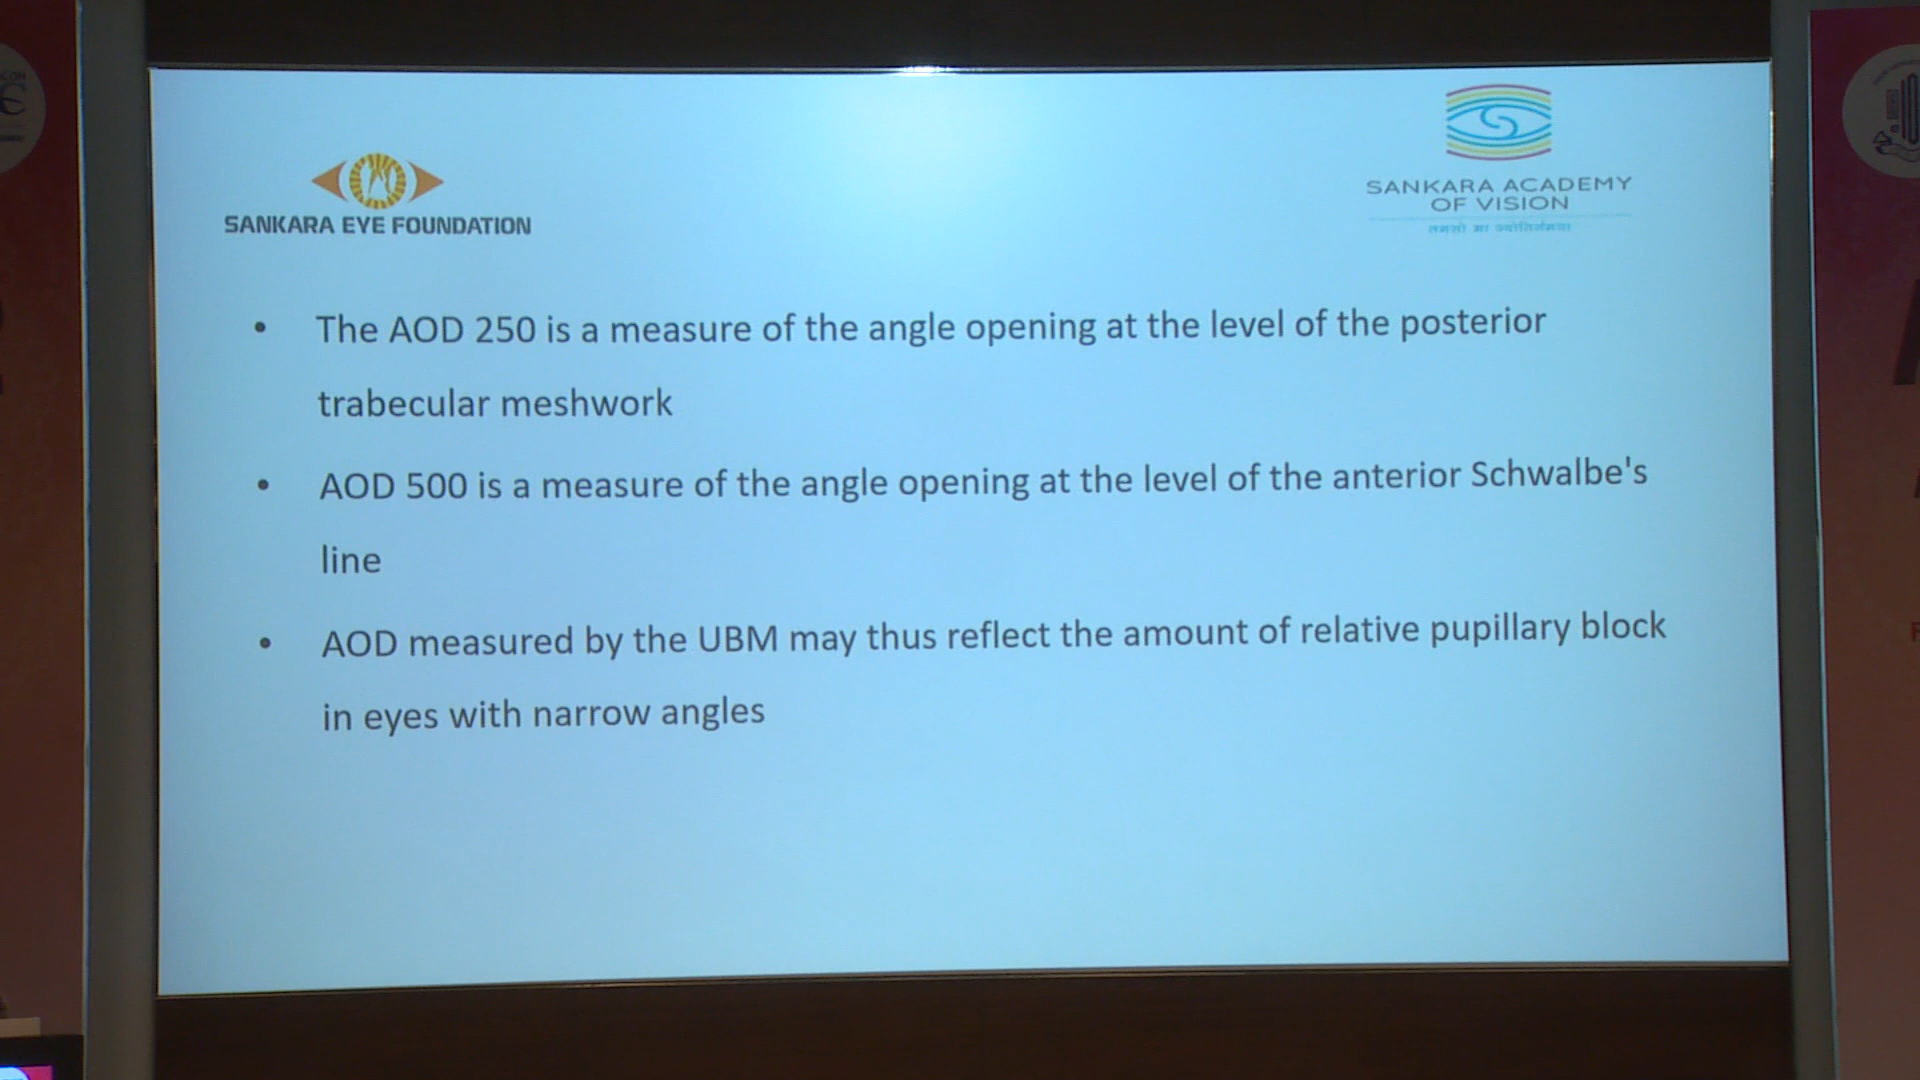 SANKARA EYE FOUNDATION
SANKARA ACADEMY
OF VISION
तमसो मा ज्योतिर्गमया
• The AOD 250 is a measure of the angle opening at the level of the posterior
trabecular meshwork
• AOD 500 is a measure of the angle opening at the level of the anterior Schwalbe's
line
• AOD measured by the UBM may thus reflect the amount of relative pupillary block
in eyes with narrow angles